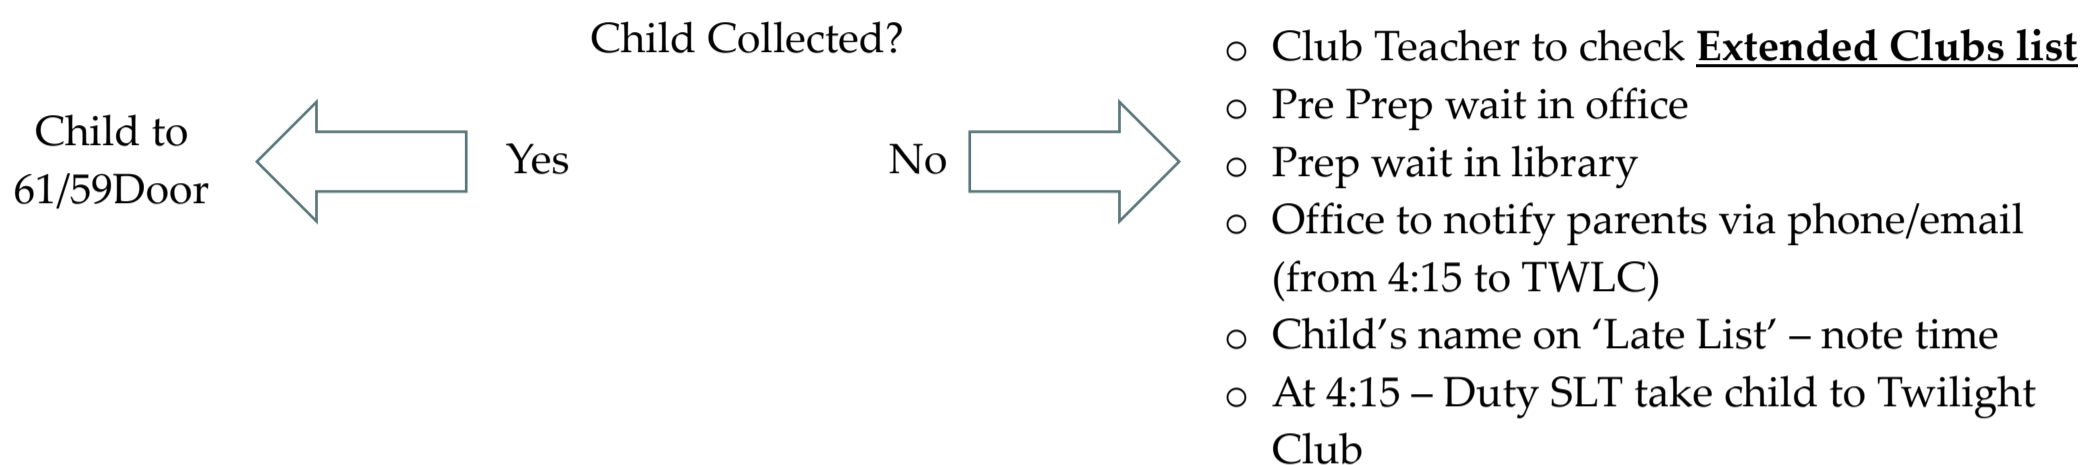 Child Collected?
Child to
61/59Door
Yes
No
○ Club Teacher to check Extended Clubs list
○ Pre Prep wait in office
○ Prep wait in library
○ Office to notify parents via phone/email
(from 4:15 to TWLC)
○ Child’s name on ‘Late List’ – note time
○ At 4:15 – Duty SLT take child to Twilight
Club